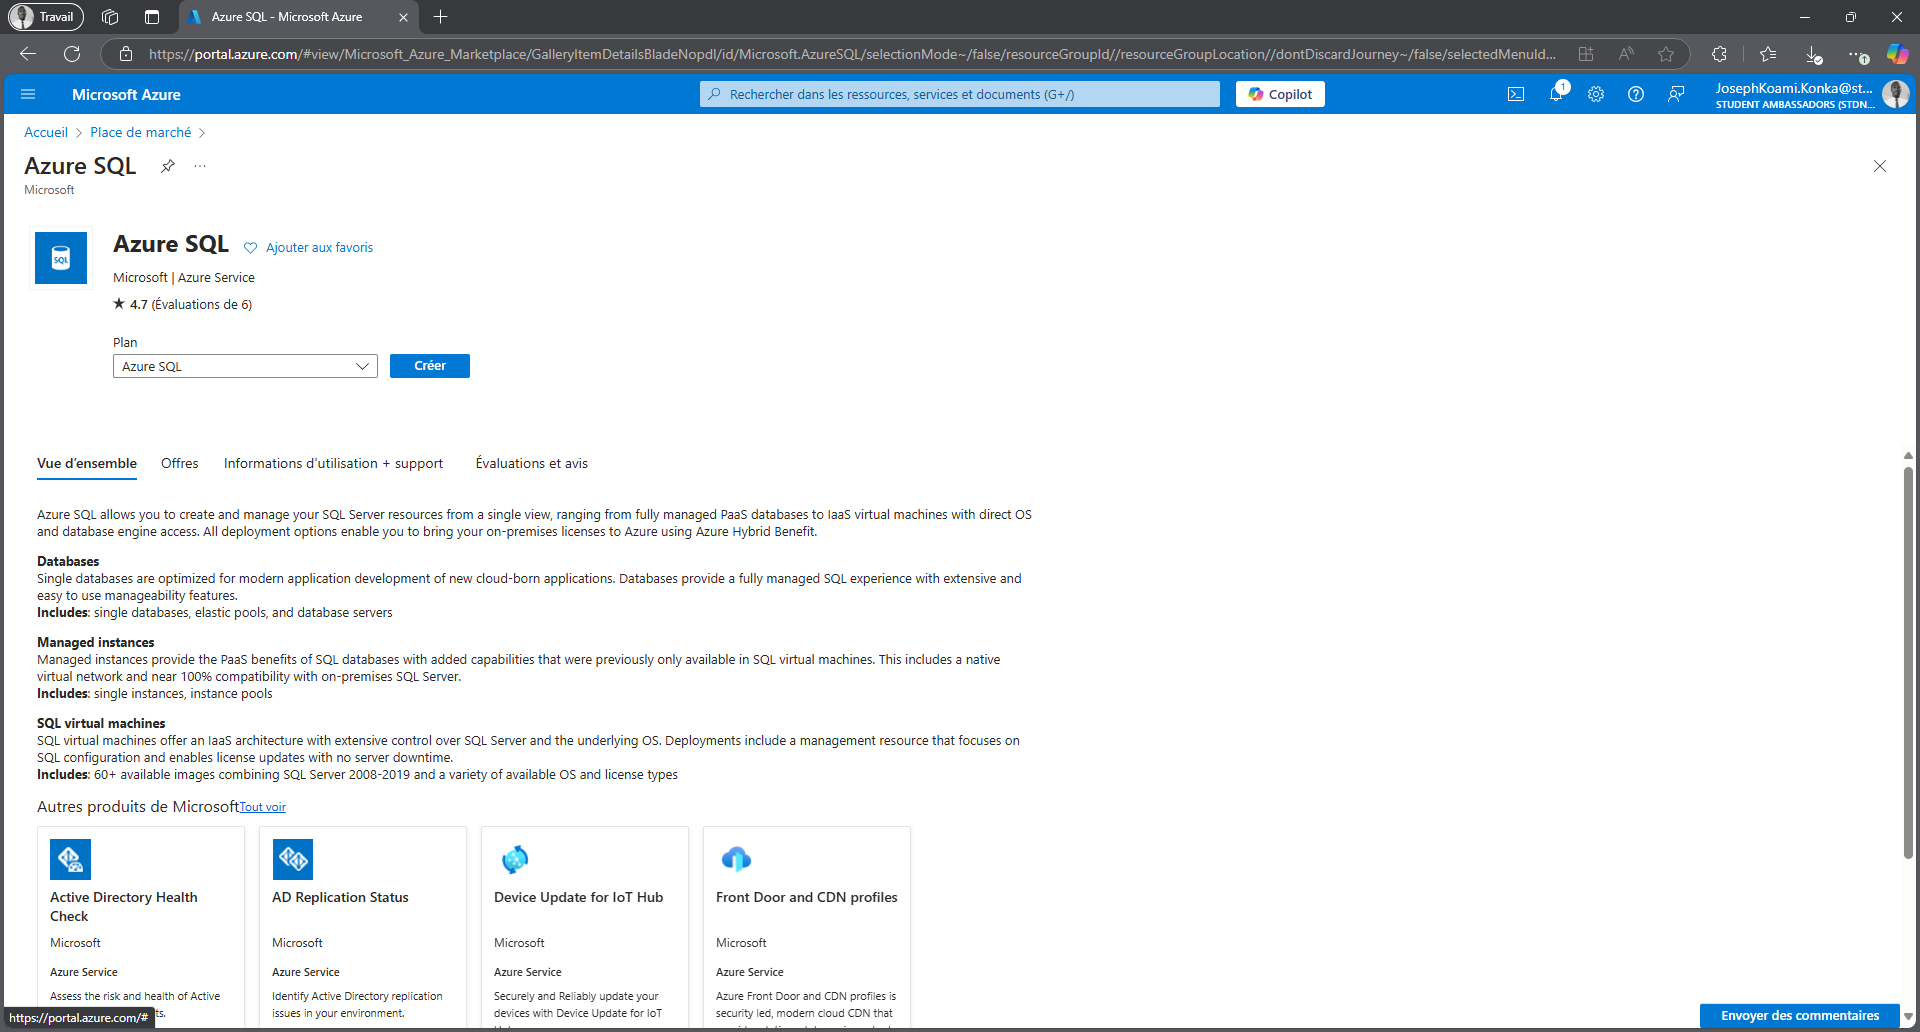 Travail
Azure SQL - Microsoft Azure
https://portal.azure.com/#view/Microsoft_Azure_Marketplace/GalleryItemDetailsBladeNopdl/id/Microsoft.AzureSQL/selectionMode~/false/resourceGroupId//resourceGroupLocation//dontDiscardJourney~/false/selectedMenuId...
Microsoft Azure
Rechercher dans les ressources, services et documents (G+/)
Copilot
1
JosephKoami.Konka@st...
STUDENT AMBASSADORS (STDN...
Accueil
Place de marché
Azure SQL
Microsoft
SQL
Azure SQL
Ajouter aux favoris
Microsoft | Azure Service
★ 4.7 (Évaluations de 6)
Plan
Azure SQL
Créer
Vue d'ensemble
Offres
Informations d'utilisation + support
Évaluations et avis
Azure SQL allows you to create and manage your SQL Server resources from a single view, ranging from fully managed PaaS databases to IaaS virtual machines with direct OS
and database engine access. All deployment options enable you to bring your on-premises licenses to Azure using Azure Hybrid Benefit.
Databases
Single databases are optimized for modern application development of new cloud-born applications. Databases provide a fully managed SQL experience with extensive and
easy to use manageability features.
Includes: single databases, elastic pools, and database servers
Managed instances
Managed instances provide the PaaS benefits of SQL databases with added capabilities that were previously only available in SQL virtual machines. This includes a native
virtual network and near 100% compatibility with on-premises SQL Server.
Includes: single instances, instance pools
SQL virtual machines
SQL virtual machines offer an IaaS architecture with extensive control over SQL Server and the underlying OS. Deployments include a management resource that focuses on
SQL configuration and enables license updates with no server downtime.
Includes: 60+ available images combining SQL Server 2008-2019 and a variety of available OS and license types
Autres produits de Microsoft Tout voir
Active Directory Health
Check
Microsoft
Azure Service
Assess the risk and health of Active
ts.
AD Replication Status
Microsoft
Azure Service
Identify Active Directory replication
issues in your environment.
Device Update for IoT Hub
Microsoft
Azure Service
Securely and Reliably update your
devices with Device Update for IoT
Front Door and CDN profiles
Microsoft
Azure Service
Azure Front Door and CDN profiles is
security led, modern cloud CDN that
https://portal.azure.com/#
Envoyer des commentaires